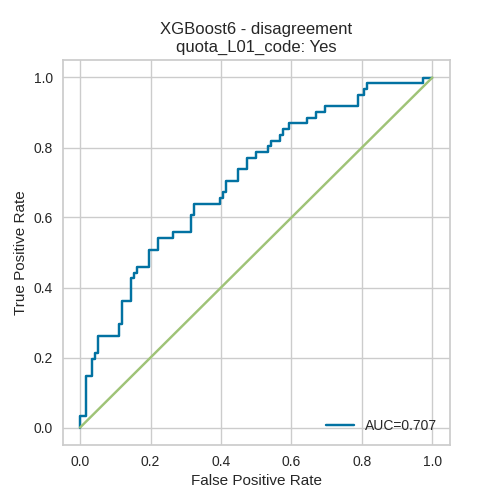 XGBoost6 - disagreement
quota_L01_code: Yes
1.0
0.8
0.6
0.4
0.2
0.0
True Positive Rate
AUC=0.707
0.0 0.2 0.4 0.6 0.8 1.0
False Positive Rate